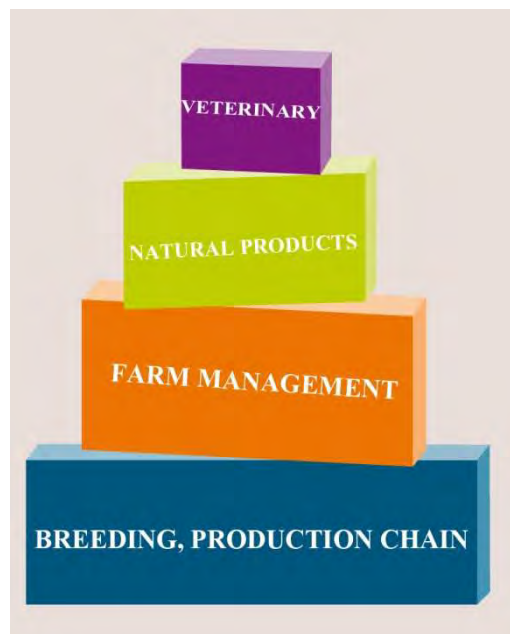 VETERINARY
NATURAL PRODUCTS
FARM MANAGEMENT
BREEDING, PRODUCTION CHAIN